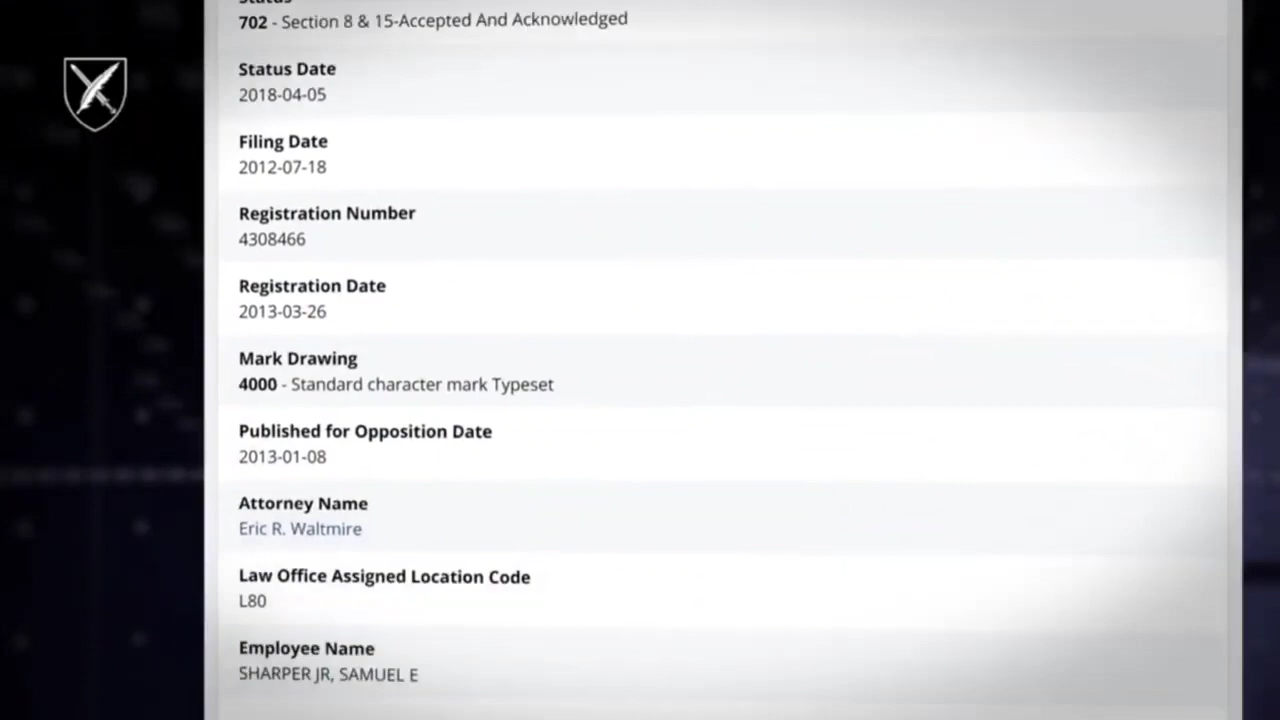 Status
702 - Section 8 & 15-Accepted And Acknowledged
Status Date
2018-04-05
Filing Date
2012-07-18
Registration Number
4308466
Registration Date
2013-03-26
Mark Drawing
4000 - Standard character mark Typeset
Published for Opposition Date
2013-01-08
Attorney Name
Eric R. Waltmire
Law Office Assigned Location Code
L80
Employee Name
SHARPER JR, SAMUEL E